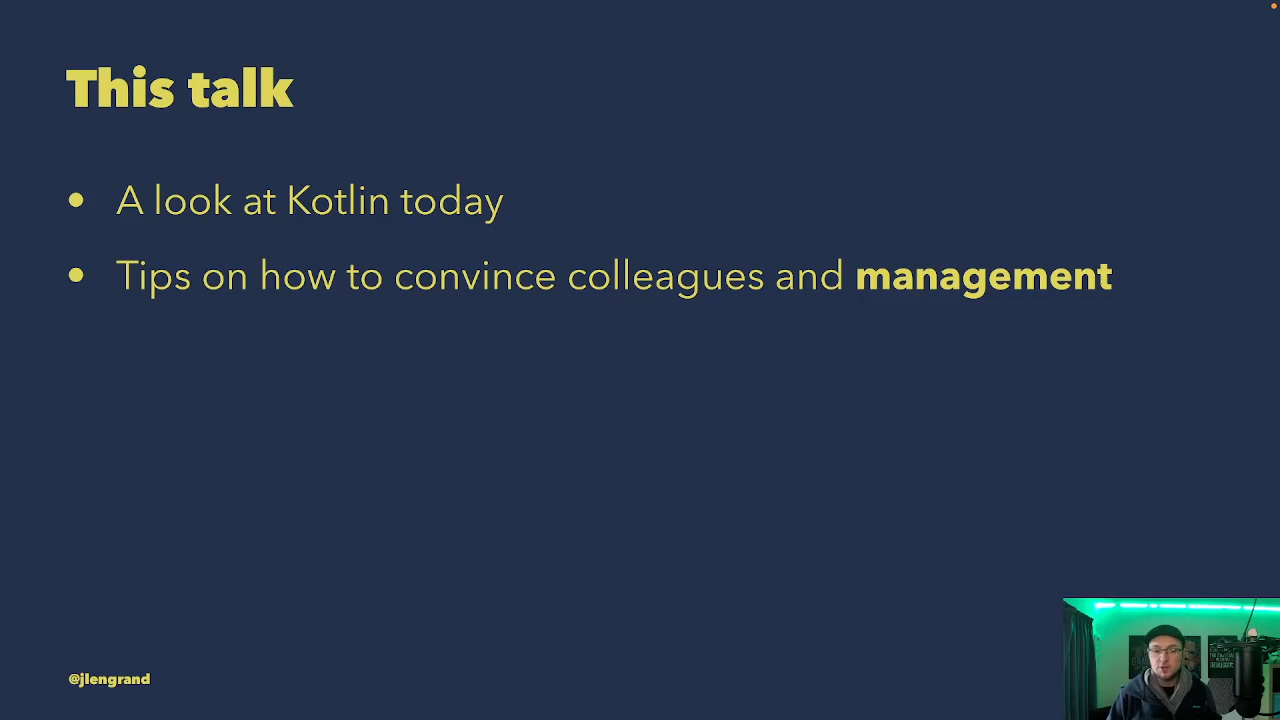 This talk
• A look at Kotlin today
• Tips on how to convince colleagues and management
@jlengrand